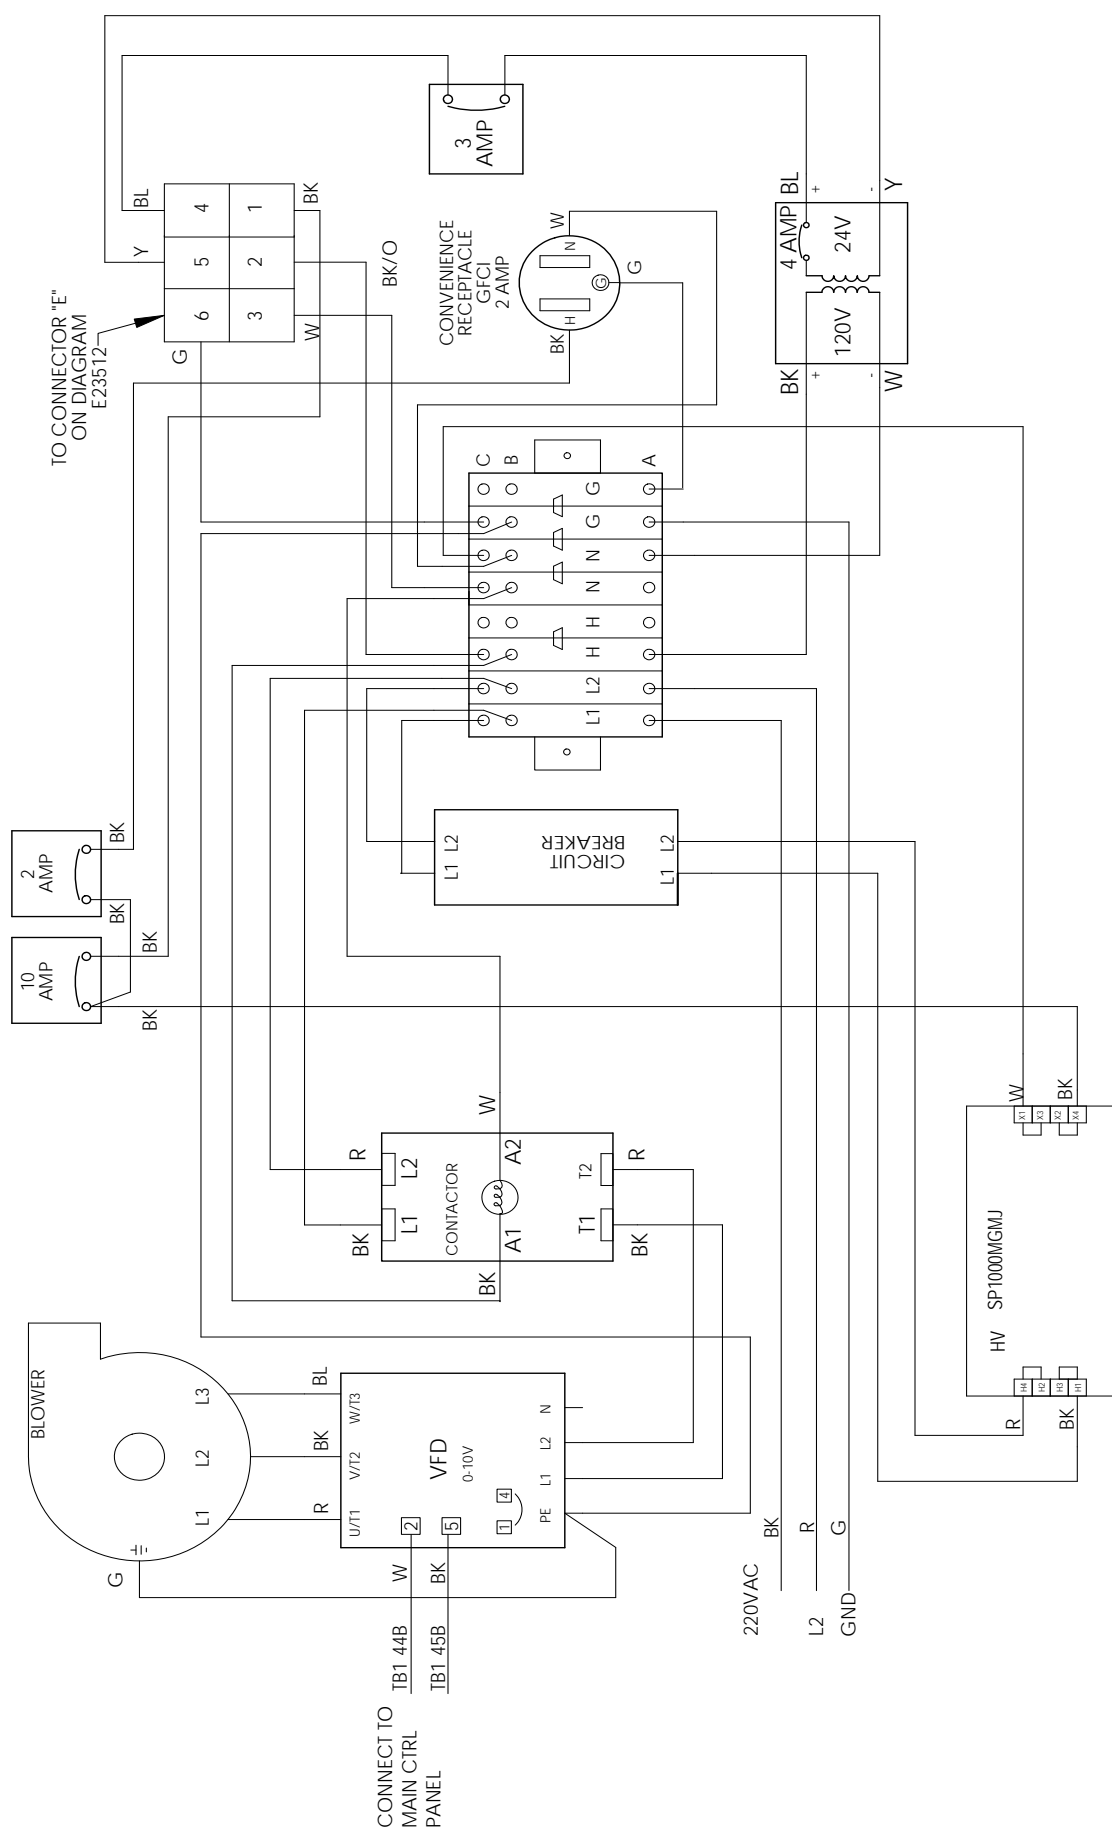 CONNECT TO
MAIN CTRL
PANEL
TB1 44B
TB1 45B
W
BK
BLOWER
G
L1
L2
L3
R
BK
BL
U/T1
V/T2
W/T3
VFD
0-10V
2
5
1
4
PE
L1
L2
N
220VAC
L2
GND
BK
R
G
BK
R
L1
L2
CONTACTOR
A1
A2
BK
W
T1
T2
BK
R
HV SP1000MGMJ
R
BK
H4
H2
H3
H1
X1
X3
X2
X4
W
BK
10
AMP
BK
BK
2
AMP
BK
BK
L1
L2
CIRCUIT
BREAKER
L1
L2
C
B
A
L1
L2
H
H
N
N
G
G
TO CONNECTOR "E"
ON DIAGRAM
E23512
G
Y
BL
6
5
4
3
2
1
W
BK/O
BK
CONVENIENCE
RECEPTACLE
GFCI
2 AMP
BK
H
N
G
W
G
3
AMP
BK
+
-
W
120V
24V
4 AMP
BL
+
-
Y